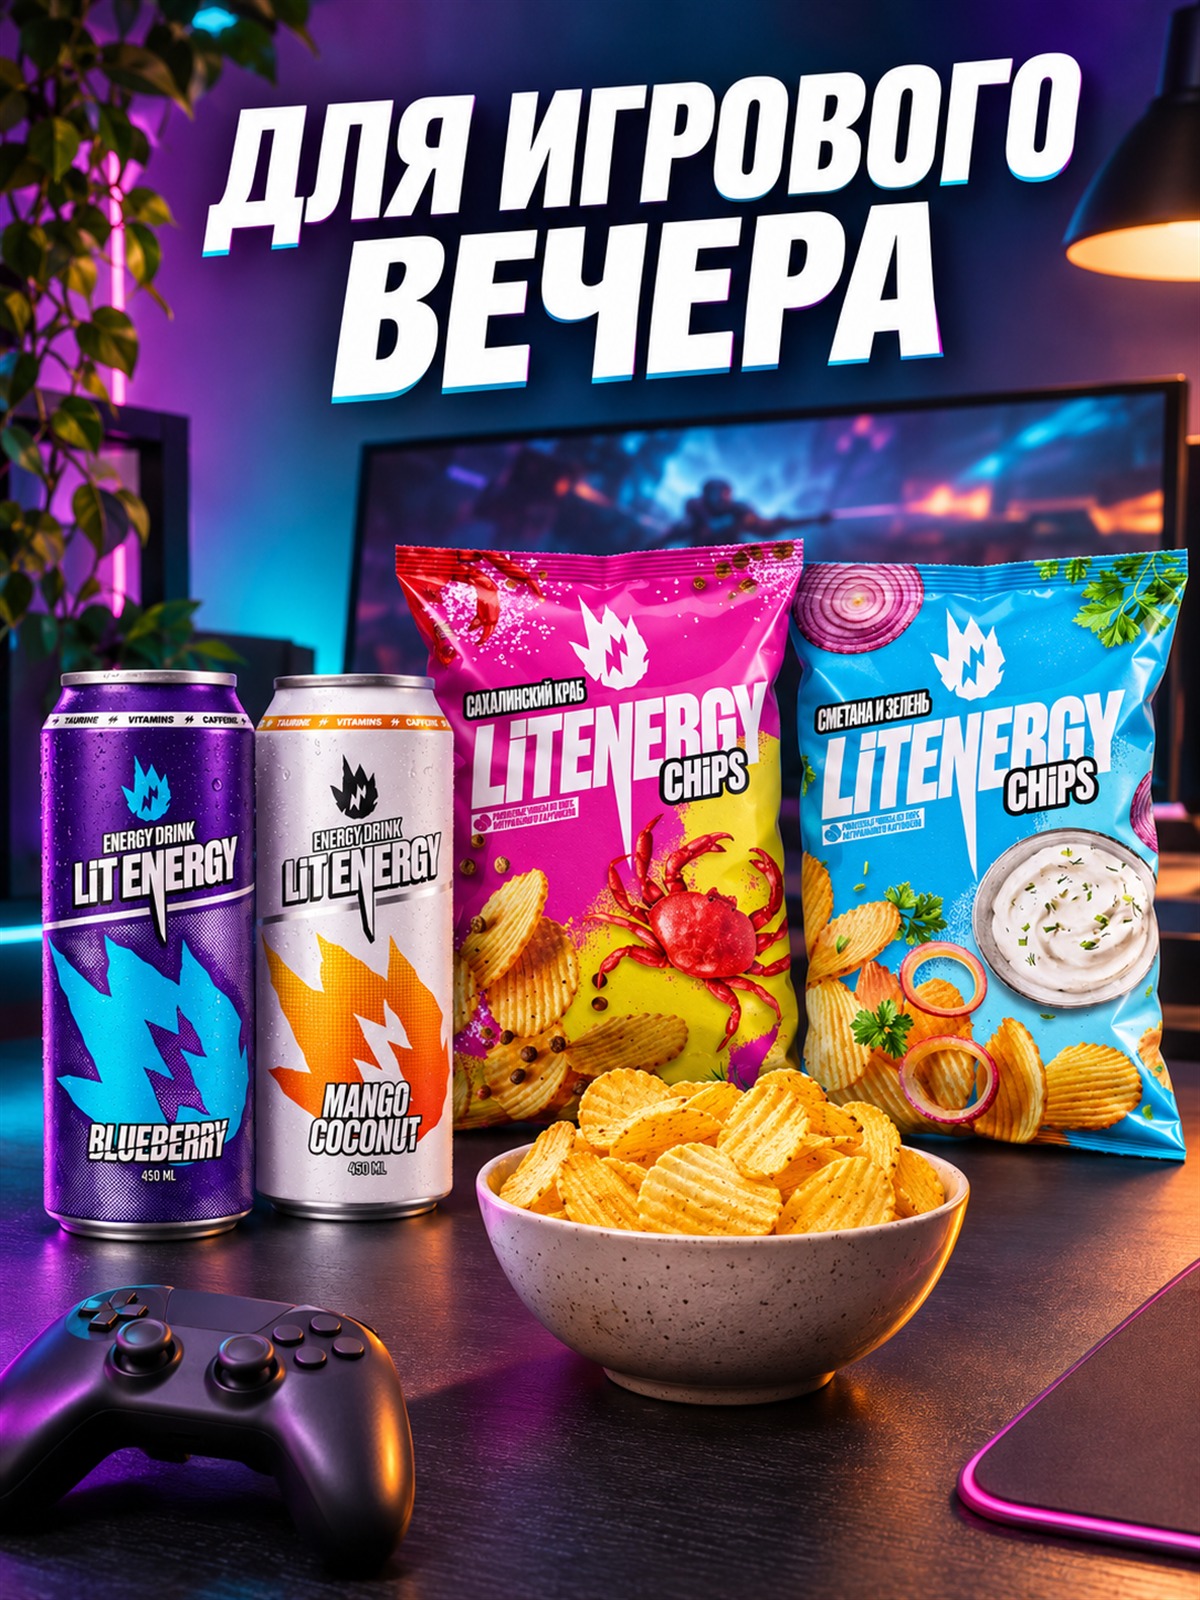 ДЛЯ ИГРОВОГО
ВЕЧЕРА
TAURINE VITAMINS CAFFEINE
ENERGY DRINK
LIT ENERGY
BLUEBERRY
450 ML
TAURINE VITAMINS CAFFEINE
ENERGY DRINK
LIT ENERGY
MANGO
COCONUT
450 ML
САХАЛИНСКИЙ КРАБ
LITENERGY
CHIPS
СМЕТАНА И ЗЕЛЕНЬ
LITENERGY
CHIPS